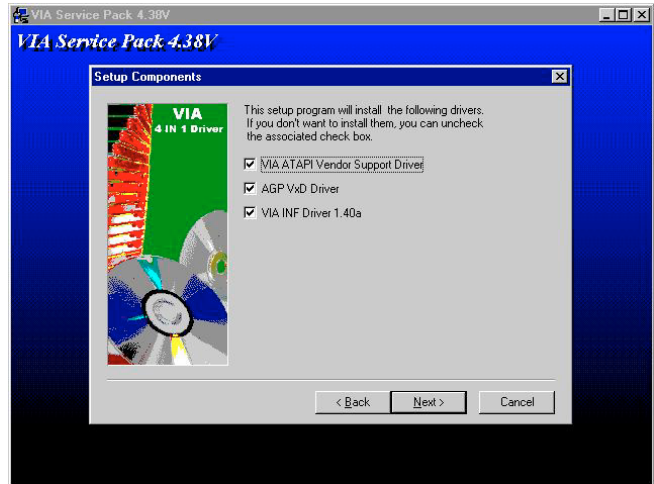 VIA Service Pack 4.38V
VIA Service Pack 4.38V
Setup Components
VIA
4 IN 1 Driver
This setup program will install the following drivers.
If you don't want to install them, you can uncheck
the associated check box.
VIA ATAPI Vendor Support Driver
AGP VxD Driver
VIA INF Driver 1.40a
< Back
Next >
Cancel